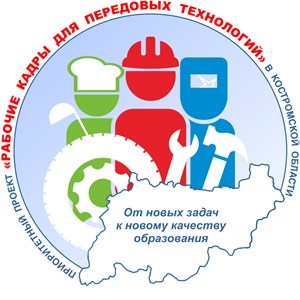 ПРИОРИТЕТНЫЙ ПРОЕКТ «РАБОЧИЕ КАДРЫ ДЛЯ ПЕРЕДОВЫХ ТЕХНОЛОГИЙ» В КОСТРОМСКОЙ ОБЛАСТИ
От новых задач
к новому качеству
образования